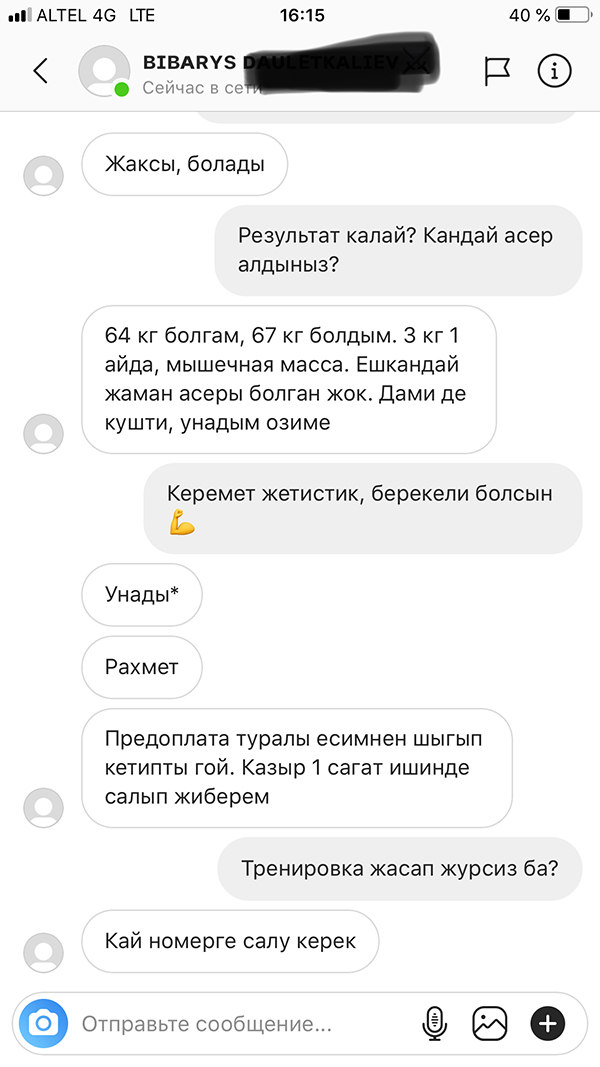 ALTEL 4G LTE 16:15 40 %
BIBARYS
Сейчас в сети
Жаксы, болады
Результат калай? Кандай асер
алдыныз?
64 кг болгам, 67 кг болдым. 3 кг 1
айда, мышечная масса. Ешкандай
жаман асеры болган жок. Дами де
кушти, унадым озиме
Керемет жетистик, берекели болсын
💪
Унады*
Рахмет
Предоплата туралы есимнен шыгып
кетипты гой. Казыр 1 сагат ишинде
салып жиберем
Тренировка жасап журсиз ба?
Кай номерге салу керек
Отправьте сообщение...